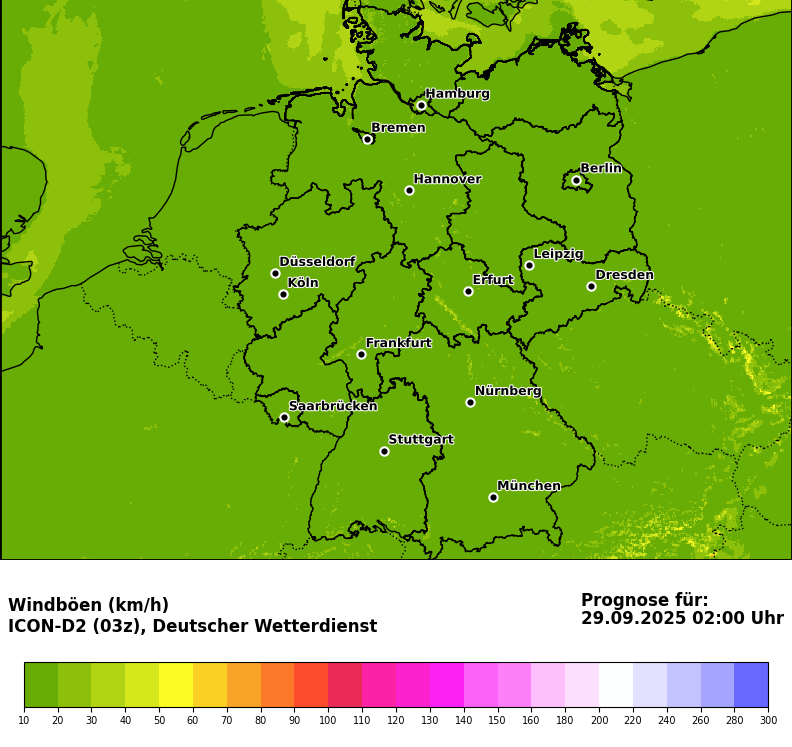 Hamburg
Bremen
Berlin
Hannover
Leipzig
Düsseldorf
Dresden
Erfurt
Köln
Frankfurt
Nürnberg
Saarbrücken
Stuttgart
München
Windböen (km/h)
ICON-D2 (03z), Deutscher Wetterdienst
Prognose für:
29.09.2025 02:00 Uhr
10 20 30 40 50 60 70 80 90 100 110 120 130 140 150 160 180 200 220 240 260 280 300